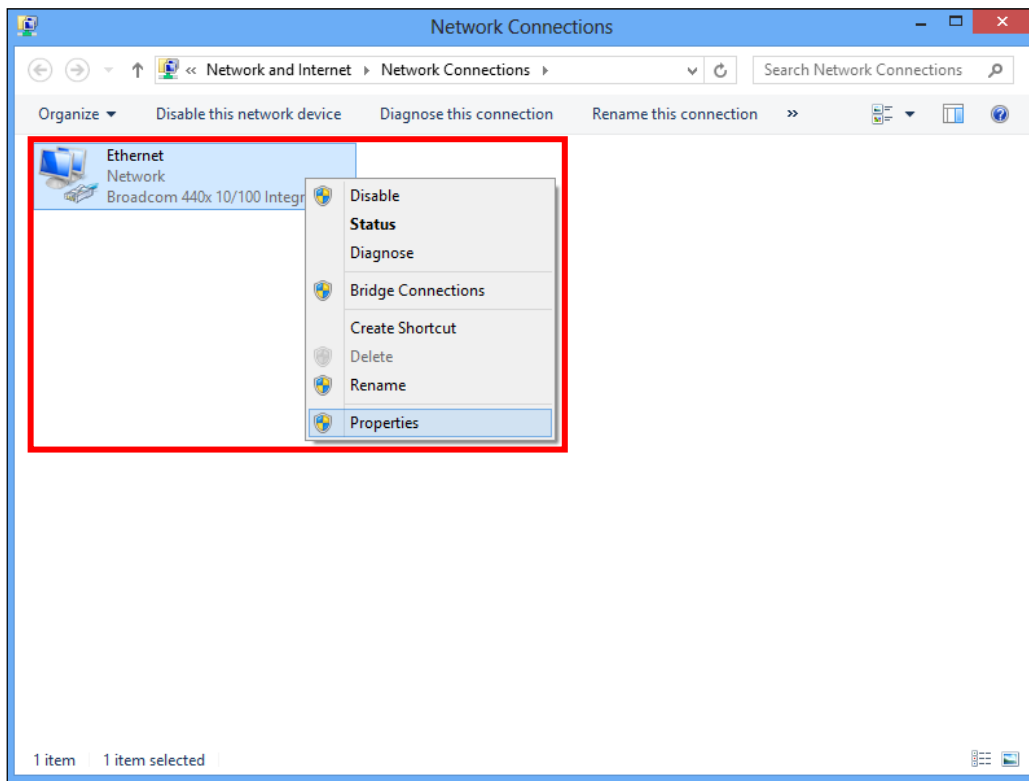 Network Connections
« Network and Internet Network Connections
Search Network Connections
Organize Disable this network device Diagnose this connection Rename this connection »
Ethernet
Network
Broadcom 440x 10/100 Integr
Disable
Status
Diagnose
Bridge Connections
Create Shortcut
Delete
Rename
Properties
1 item 1 item selected